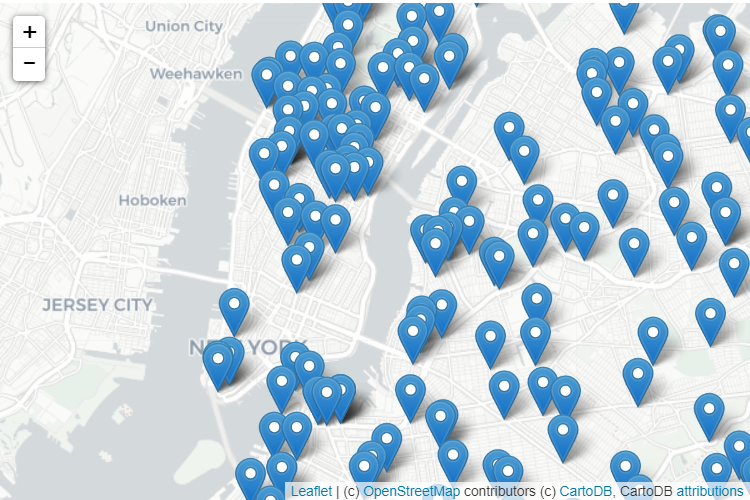 +
Union City
−
Weehawken
Hoboken
JERSEY CITY
NEW YORK
Leaflet | (c) OpenStreetMap contributors (c) CartoDB, CartoDB attributions